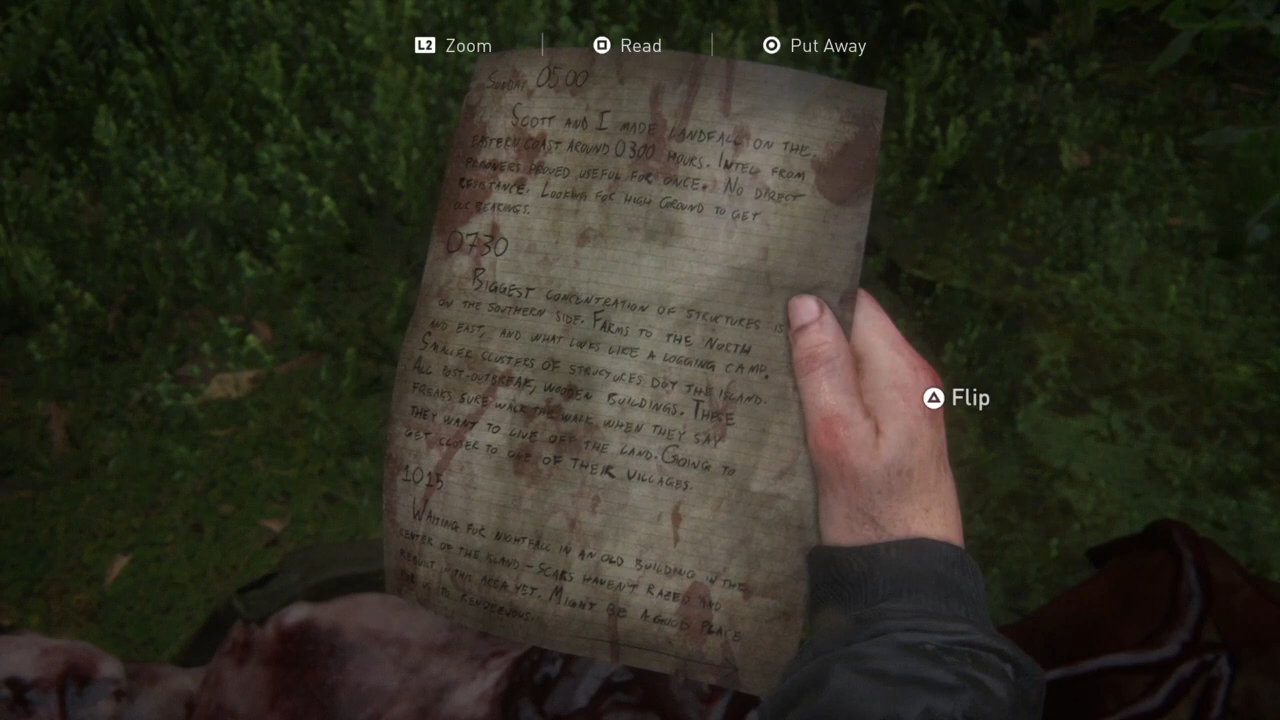 L2 Zoom | Read | Put Away
SUNDAY 0500
SCOTT AND I MADE LANDFALL ON THE
EASTERN COAST AROUND 0300 HOURS. INTEL FROM
PROVED USEFUL FOR ONCE. NO DIRECT
RESISTANCE. LOOKING FOR HIGH GROUND TO GET
OUR BEARINGS.
0730
BIGGEST CONCENTRATION OF STRUCTURES IS
ON THE SOUTHERN SIDE. FARMS TO THE NORTH
AND EAST, AND WHAT LOOKS LIKE A LOGGING CAMP.
SMALLER CLUSTERS OF STRUCTURES DOT THE ISLAND.
ALL POST-OUTBREAK, WOODEN BUILDINGS. THESE
FREAKS SURE WALK THE WALK WHEN THEY SAY
THEY WANT TO LIVE OFF THE LAND. GOING TO
GET CLOSER TO ONE OF THEIR VILLAGES.
Flip
1015
WAITING FOR NIGHTFALL IN AN OLD BUILDING IN THE
CENTER OF THE ISLAND - SCARS HAVEN'T RAZED AND
REBUILT IN THIS AREA YET. MIGHT BE A GOOD PLACE
FOR US TO RENDEZVOUS.